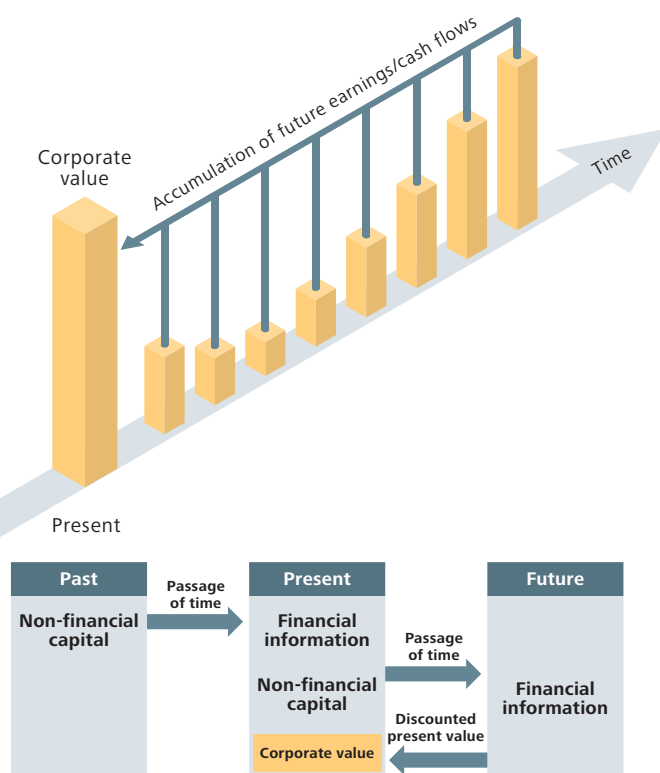 Accumulation of future earnings/cash flows
Corporate
value
Time
Present
Past
Non-financial
capital
Passage
of time
Present
Financial
information
Non-financial
capital
Corporate value
Passage
of time
Discounted
present value
Future
Financial
information